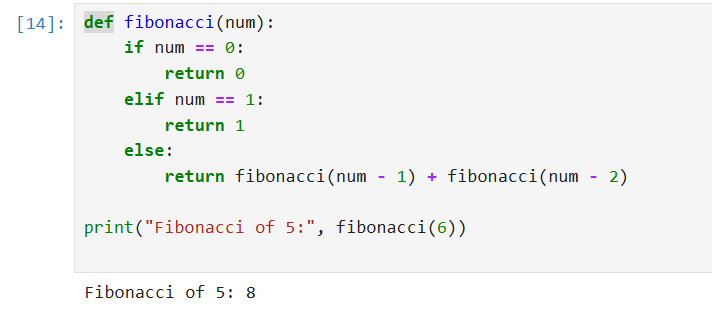 [14]: def fibonacci(num):
    if num == 0:
        return 0
    elif num == 1:
        return 1
    else:
        return fibonacci(num - 1) + fibonacci(num - 2)

print("Fibonacci of 5:", fibonacci(6))

Fibonacci of 5: 8